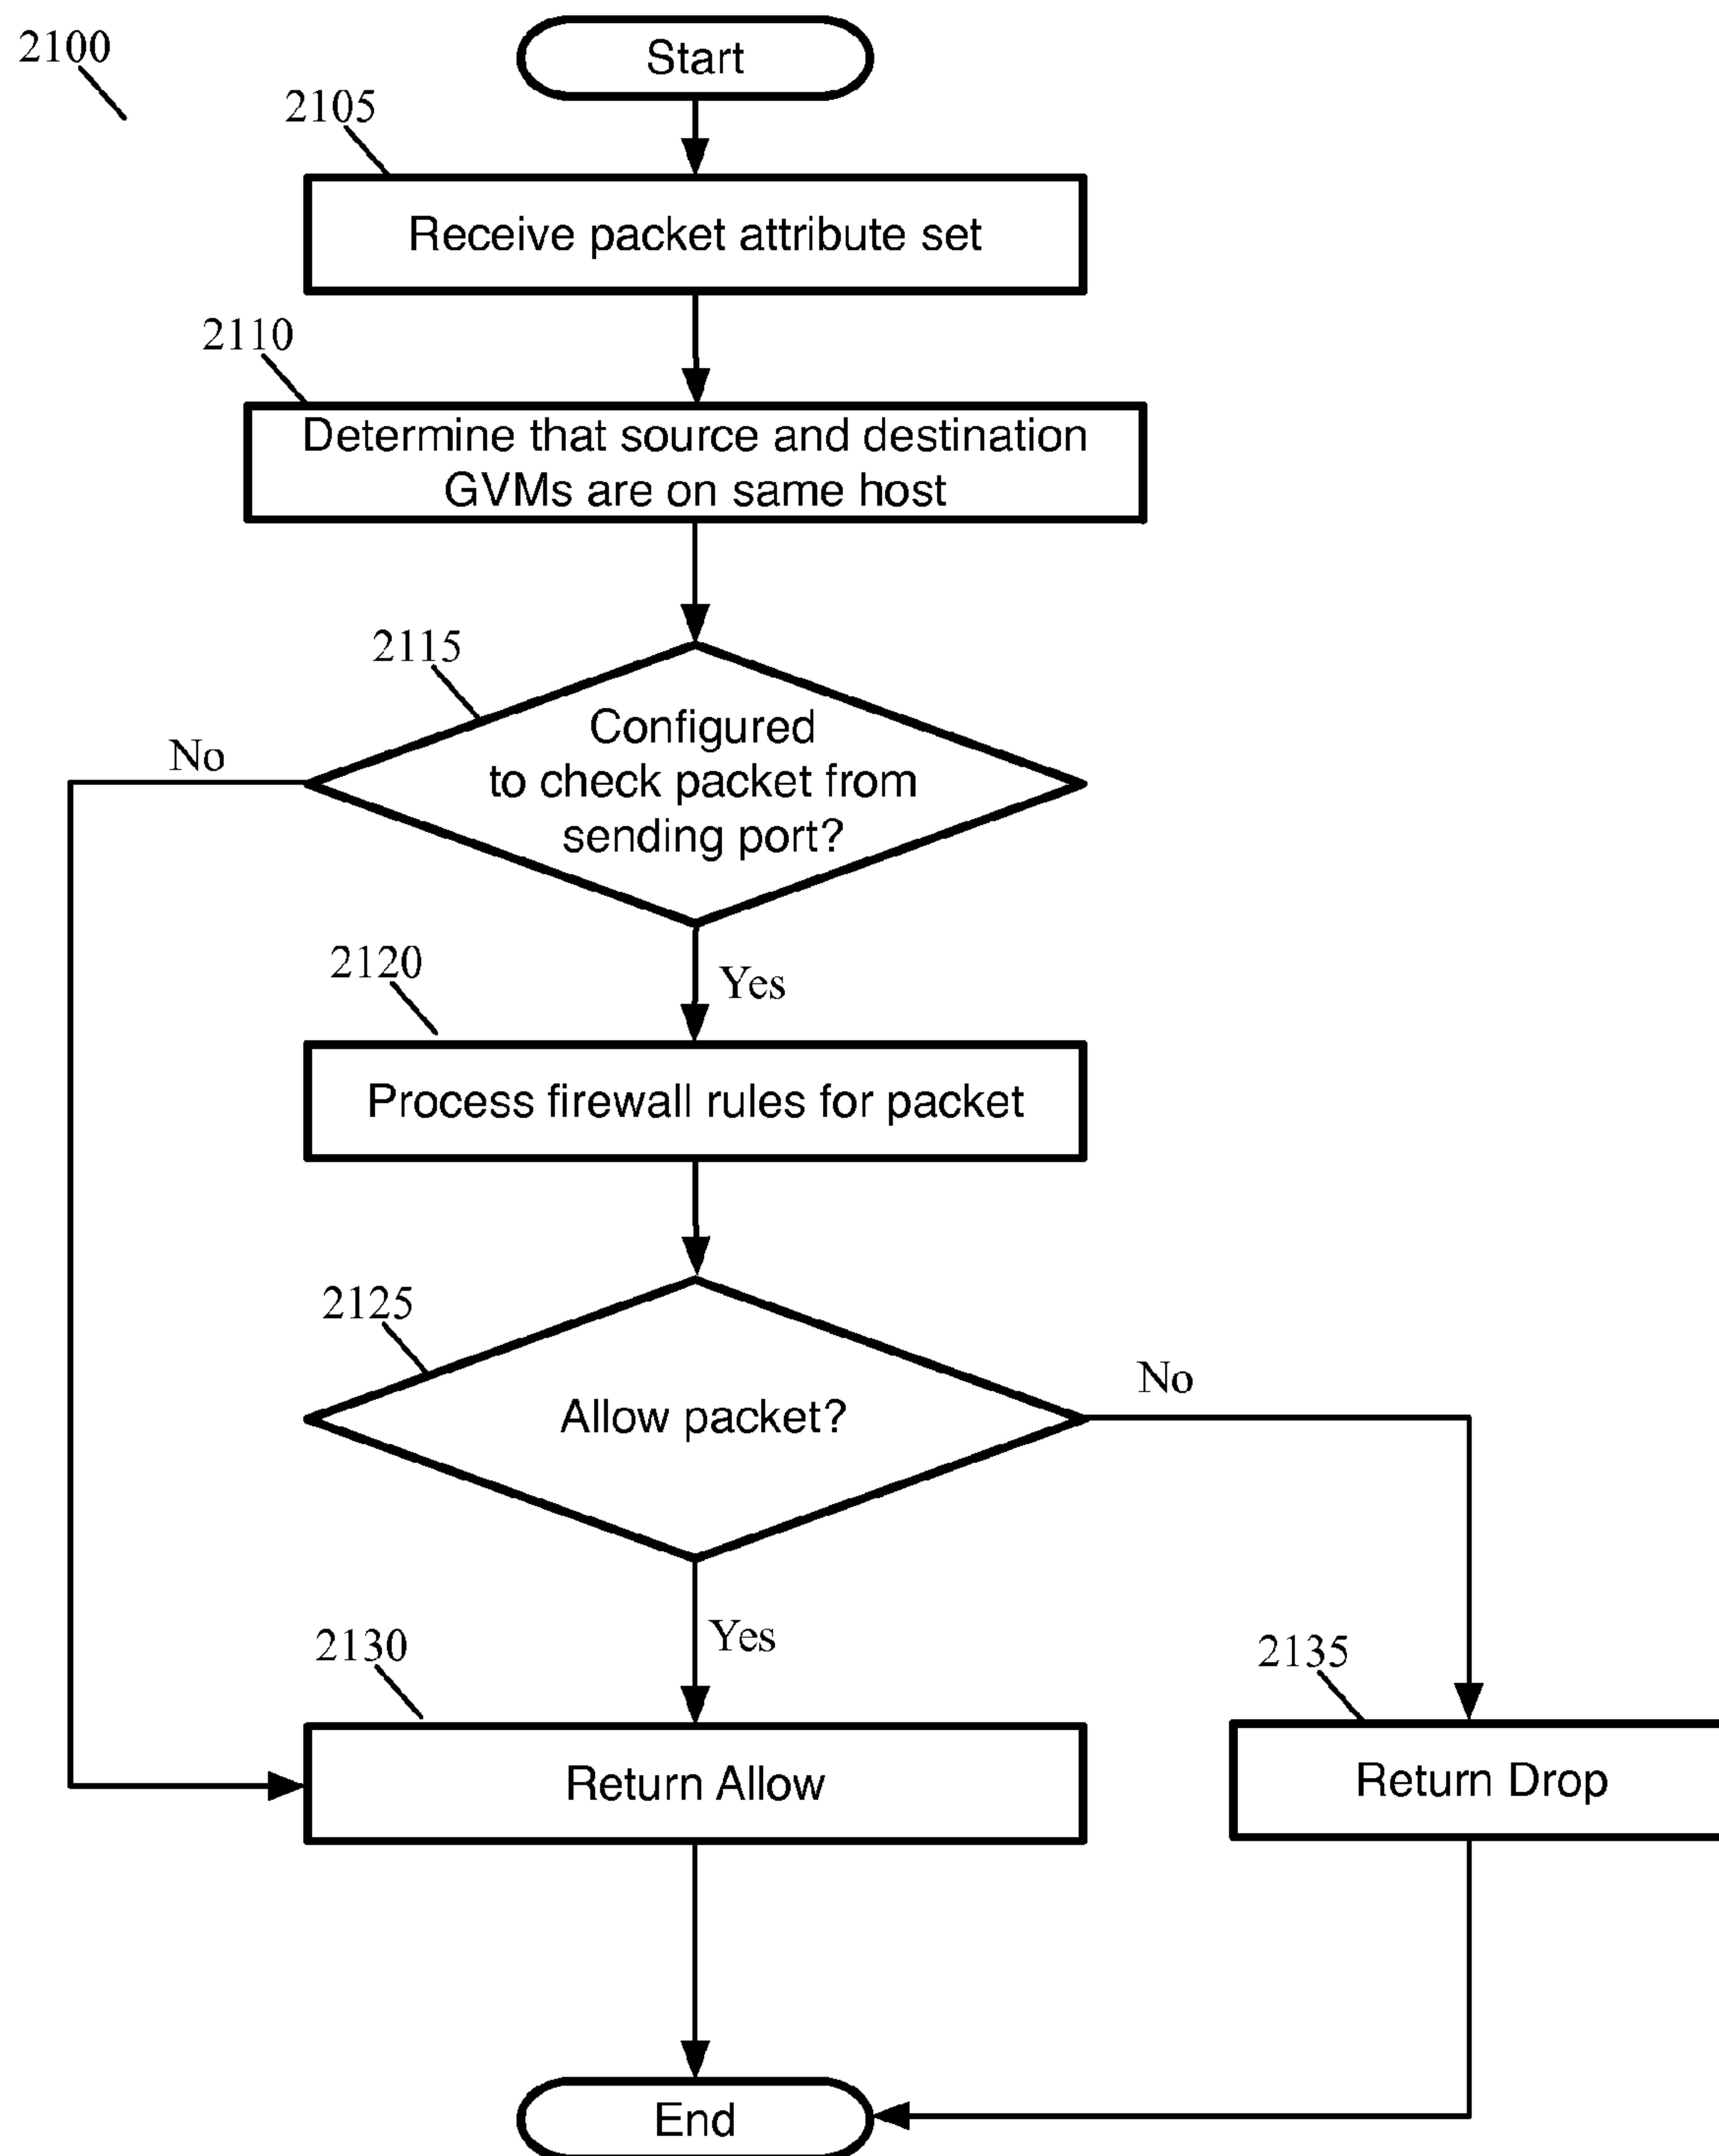 2100
Start
2105
Receive packet attribute set
2110
Determine that source and destination
GVMs are on same host
2115
Configured
to check packet from
sending port?
No
Yes
2120
Process firewall rules for packet
2125
Allow packet?
No
Yes
2130
Return Allow
2135
Return Drop
End